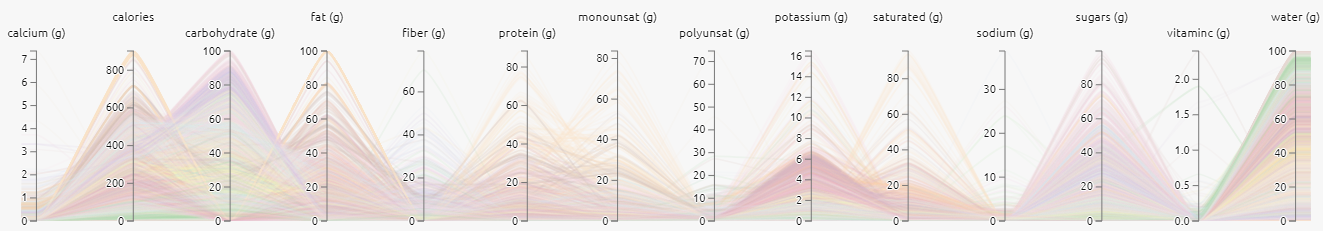 calories fat (g) monounsat (g) potassium (g) saturated (g) sugars (g) water (g)
calcium (g) carbohydrate (g) fiber (g) protein (g) polyunsat (g) sodium (g) vitaminc (g)
7 6 5 4 3 2 1 0
800 600 400 200 0
100 80 60 40 20 0
100 80 60 40 20 0
60 40 20 0
80 60 40 20 0
80 60 40 20 0
70 60 50 40 30 20 10 0
16 14 12 10 8 6 4 2 0
80 60 40 20 0
30 20 10 0
80 60 40 20 0
2.0 1.5 1.0 0.5 0.0
100 80 60 40 20 0